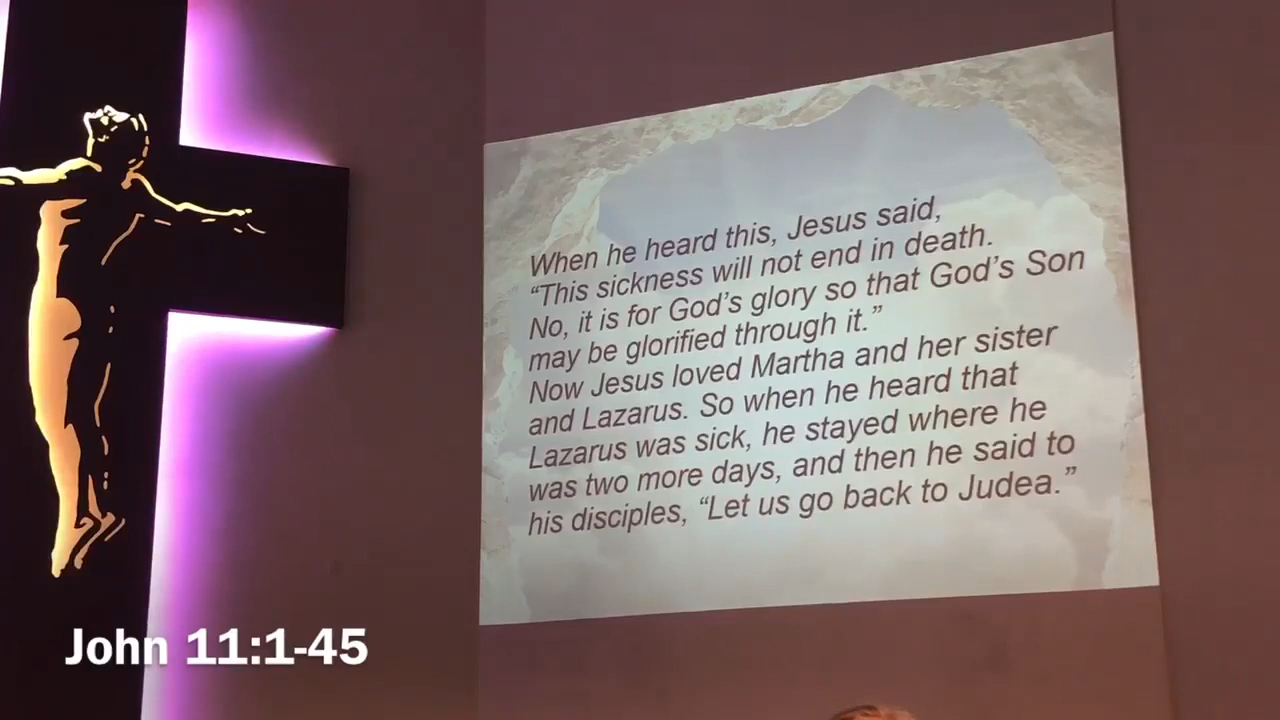 When he heard this, Jesus said,
“This sickness will not end in death.
No, it is for God’s glory so that God’s Son
may be glorified through it.”
Now Jesus loved Martha and her sister
and Lazarus. So when he heard that
Lazarus was sick, he stayed where he
was two more days, and then he said to
his disciples, “Let us go back to Judea.”
John 11:1-45